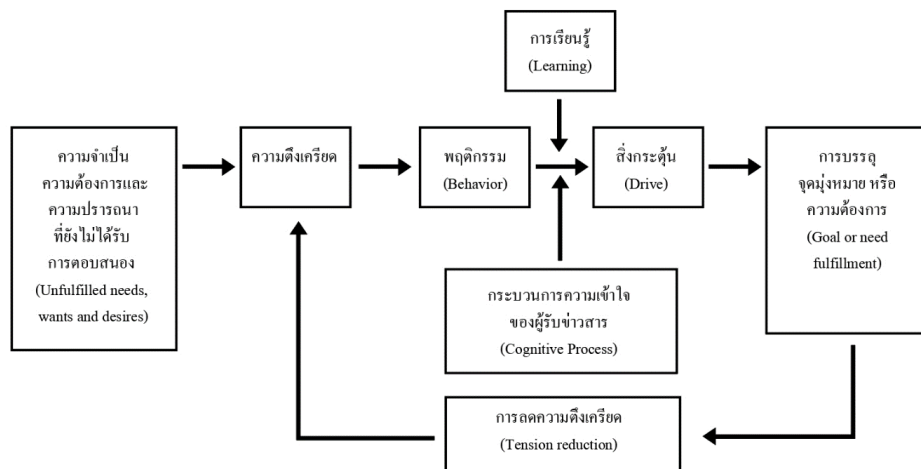 การเรียนรู้
(Learning)
ความจำเป็น
ความต้องการและ
ความปรารถนา
ที่ยังไม่ได้รับ
การตอบสนอง
(Unfulfilled needs,
wants and desires)
ความตึงเครียด
พฤติกรรม
(Behavior)
สิ่งกระตุ้น
(Drive)
การบรรลุ
จุดมุ่งหมาย หรือ
ความต้องการ
(Goal or need
fulfillment)
กระบวนการความเข้าใจ
ของผู้รับข่าวสาร
(Cognitive Process)
การลดความตึงเครียด
(Tension reduction)